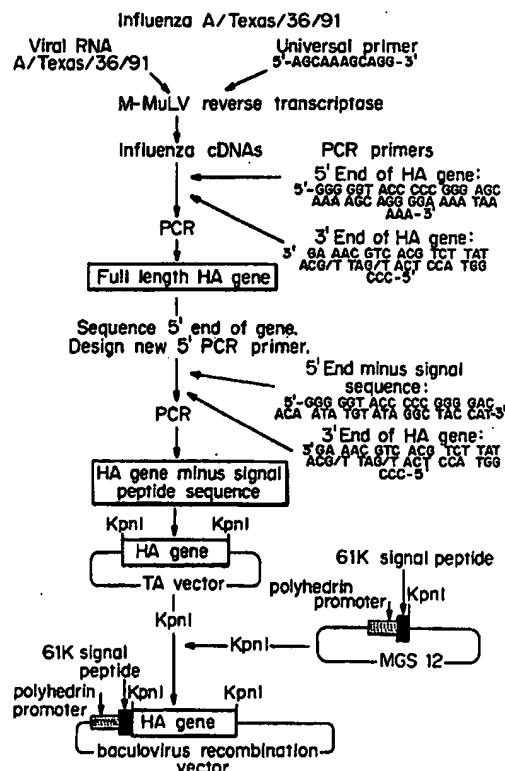 Influenza A/Texas/36/91
Viral RNA
A/Texas/36/91
Universal primer
5'-AGCAAAGCAGG-3'
M-MuLV reverse transcriptase
Influenza cDNAs
PCR primers
5' End of HA gene:
5'-GGG GGT ACC CCC GGG AGC
AAA AGC AGG GGA AAA TAA
AAA-3'
PCR
3' End of HA gene:
3' GA AAC GTC ACG TCT TAT
ACG/T TAG/T ACT CCA TGG
CCC-5'
Full length HA gene
Sequence 5' end of gene.
Design new 5' PCR primer.
5' End minus signal
sequence:
5'-GGG GGT ACC CCC GGG GAC
ACA ATA TGT ATA GGC TAC CAT-3'
PCR
3' End of HA gene:
3'GA AAC GTC ACG TCT TAT
ACG/T TAG/T ACT CCA TGG
CCC-5'
HA gene minus signal
peptide sequence
KpnI KpnI
HA gene
TA vector
61K signal peptide
polyhedrin
promoter
KpnI
KpnI
KpnI
MGS 12
61K signal
peptide
polyhedrin
promoter
KpnI KpnI
HA gene
baculovirus recombination
vector